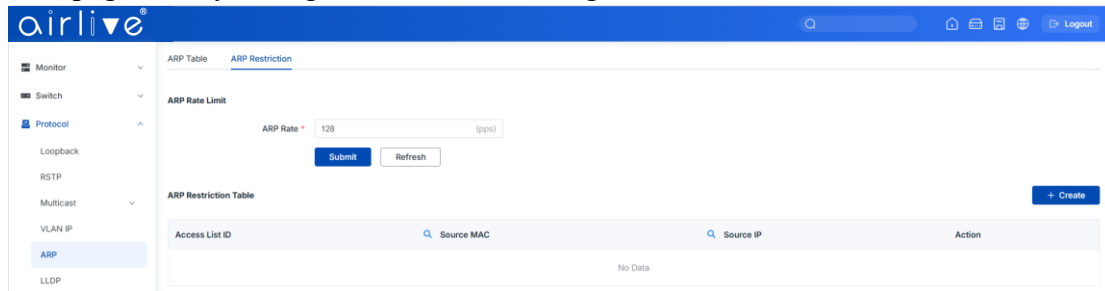 airlive®
Logout
Monitor
Switch
Protocol
Loopback
RSTP
Multicast
VLAN IP
ARP
LLDP
ARP Table ARP Restriction
ARP Rate Limit
ARP Rate * 128 (pps)
Submit Refresh
ARP Restriction Table
+ Create
Access List ID Source MAC Source IP Action
No Data